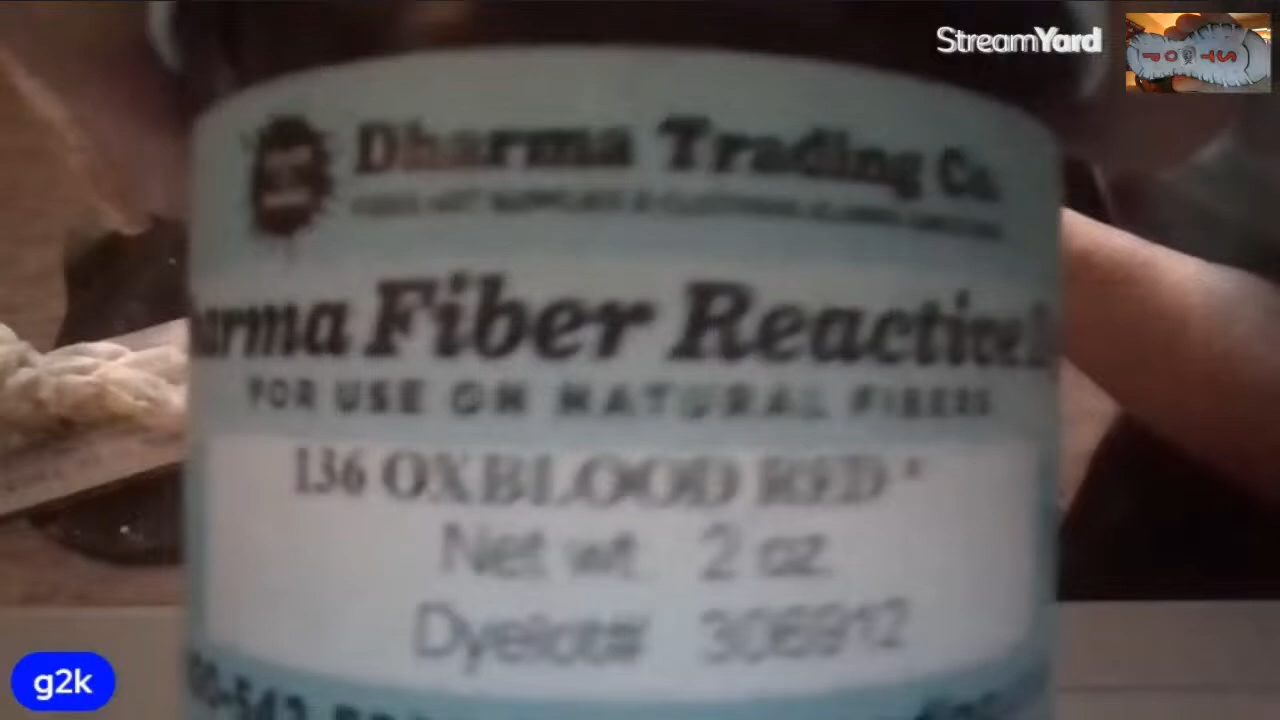 StreamYard
STOP
Dharma Trading Co.
arma Fiber Reactive
FOR USE ON NATURAL FIBERS
136 OXBLOOD RED *
Net wt 2 oz.
Dyelot# 306912
g2k